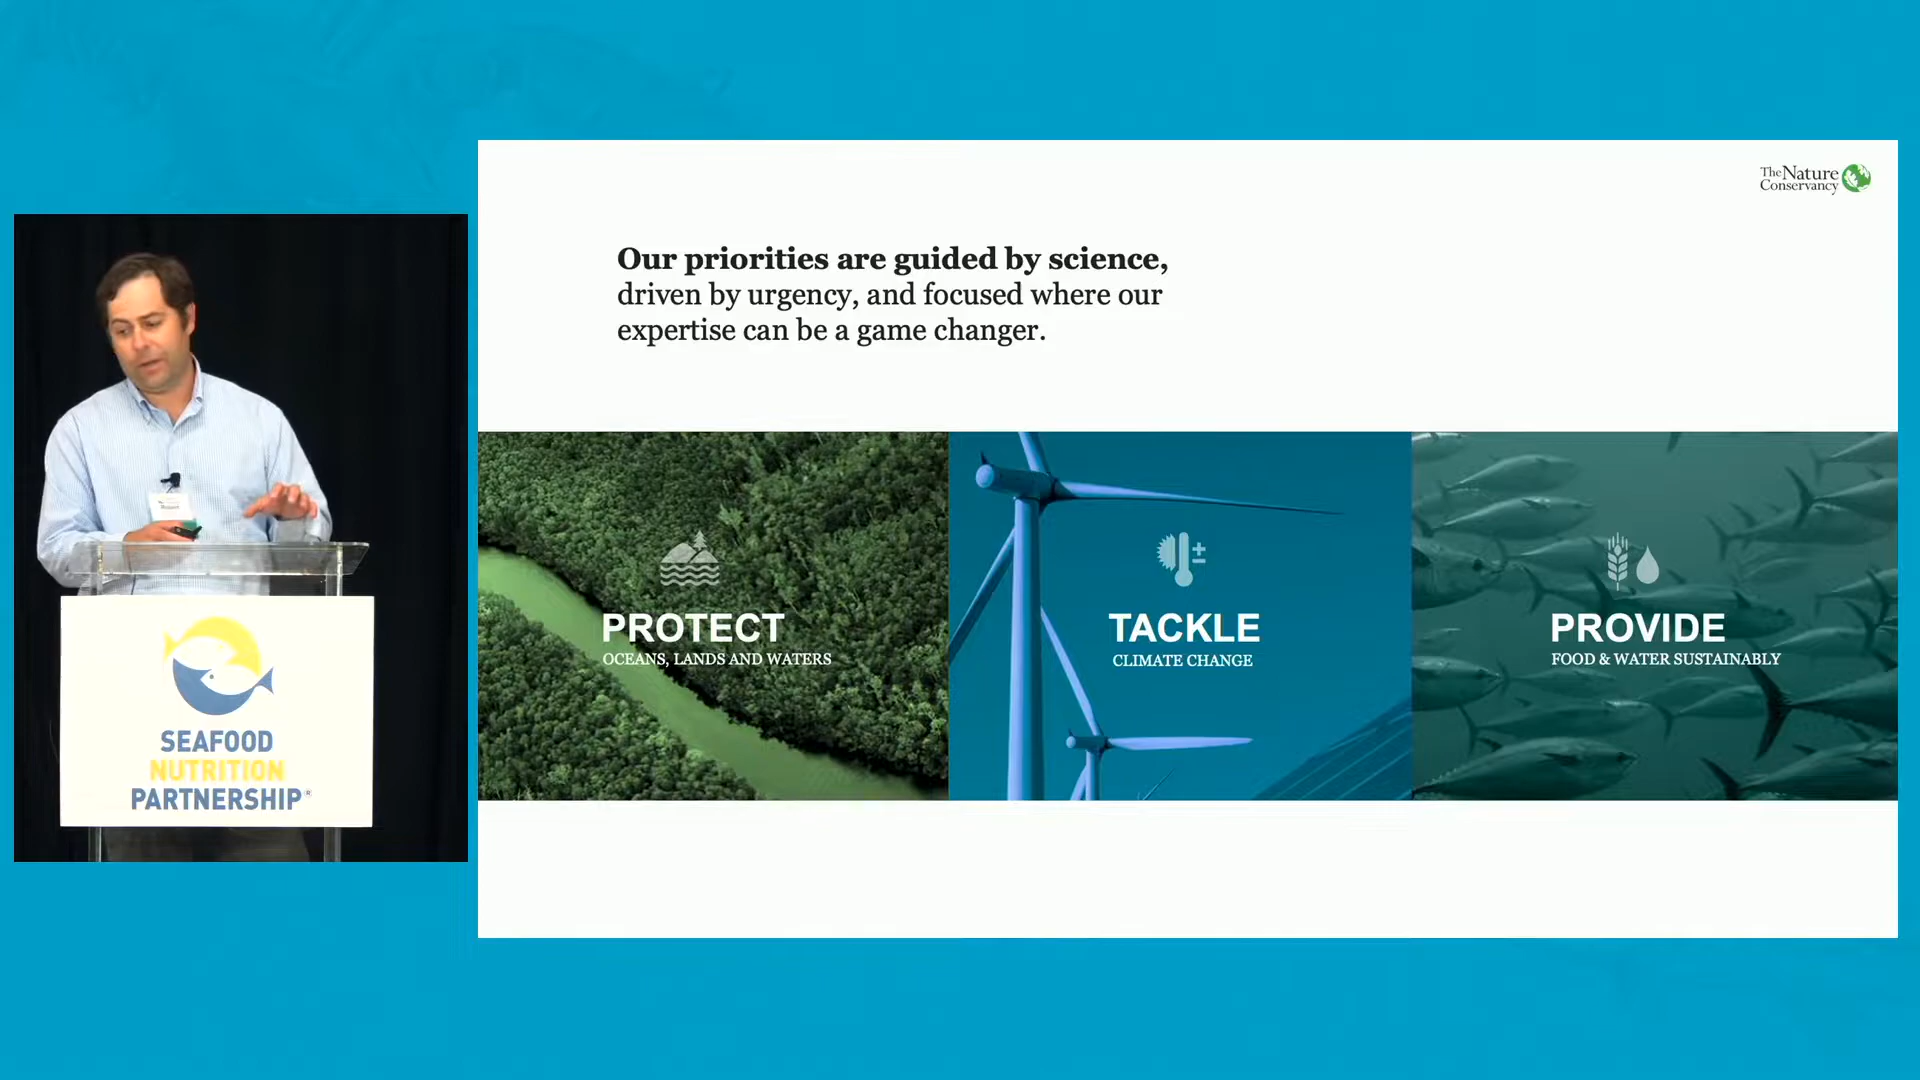 The Nature
Conservancy
Our priorities are guided by science,
driven by urgency, and focused where our
expertise can be a game changer.
PROTECT
OCEANS, LANDS AND WATERS
TACKLE
CLIMATE CHANGE
PROVIDE
FOOD & WATER SUSTAINABLY
SEAFOOD
NUTRITION
PARTNERSHIP®